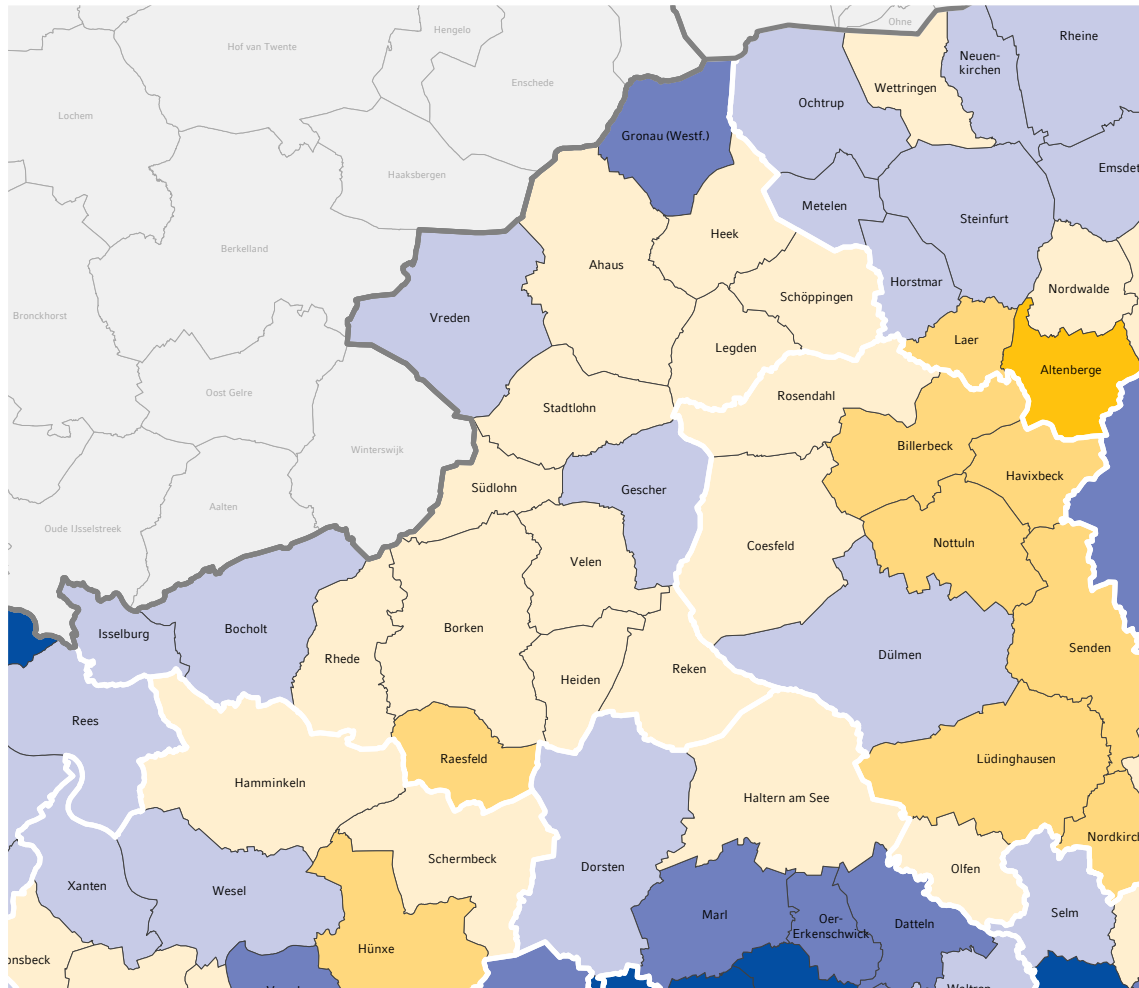 Ohne
Hengelo
Hof van Twente
Rheine
Neuen-
kirchen
Enschede
Wettringen
Ochtrup
Lochem
Gronau (Westf.)
Haaksbergen
Emsdet
Metelen
Steinfurt
Heek
Berkelland
Ahaus
Horstmar
Nordwalde
Schöppingen
Bronckhorst
Vreden
Laer
Legden
Altenberge
Oost Gelre
Rosendahl
Stadtlohn
Billerbeck
Winterswijk
Havixbeck
Südlohn
Gescher
Aalten
Oude IJsselstreek
Nottuln
Coesfeld
Velen
Isselburg
Bocholt
Borken
Senden
Dülmen
Rhede
Reken
Heiden
Rees
Raesfeld
Lüdinghausen
Hamminkeln
Haltern am See
Nordkirch
Schermbeck
Dorsten
Olfen
Xanten
Wesel
Marl
Oer-
Erkenschwick
Datteln
Selm
Hünxe
onsbeck